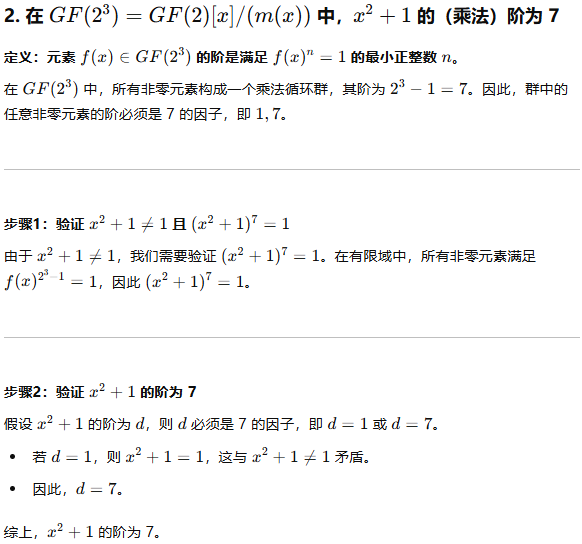 2. 在 $GF(2^3) = GF(2)[x]/(m(x))$ 中，$x^2 + 1$ 的（乘法）阶为 7
定义：元素 $f(x) \in GF(2^3)$ 的阶是满足 $f(x)^n = 1$ 的最小正整数 $n$。
在 $GF(2^3)$ 中，所有非零元素构成一个乘法循环群，其阶为 $2^3 - 1 = 7$。因此，群中的
任意非零元素的阶必须是 7 的因子，即 $1, 7$。
步骤1：验证 $x^2 + 1 \neq 1$ 且 $(x^2 + 1)^7 = 1$
由于 $x^2 + 1 \neq 1$，我们需要验证 $(x^2 + 1)^7 = 1$。在有限域中，所有非零元素满足
$f(x)^{2^3-1} = 1$，因此 $(x^2 + 1)^7 = 1$。
步骤2：验证 $x^2 + 1$ 的阶为 7
假设 $x^2 + 1$ 的阶为 $d$，则 $d$ 必须是 7 的因子，即 $d = 1$ 或 $d = 7$。
• 若 $d = 1$，则 $x^2 + 1 = 1$，这与 $x^2 + 1 \neq 1$ 矛盾。
• 因此，$d = 7$。
综上，$x^2 + 1$ 的阶为 7。